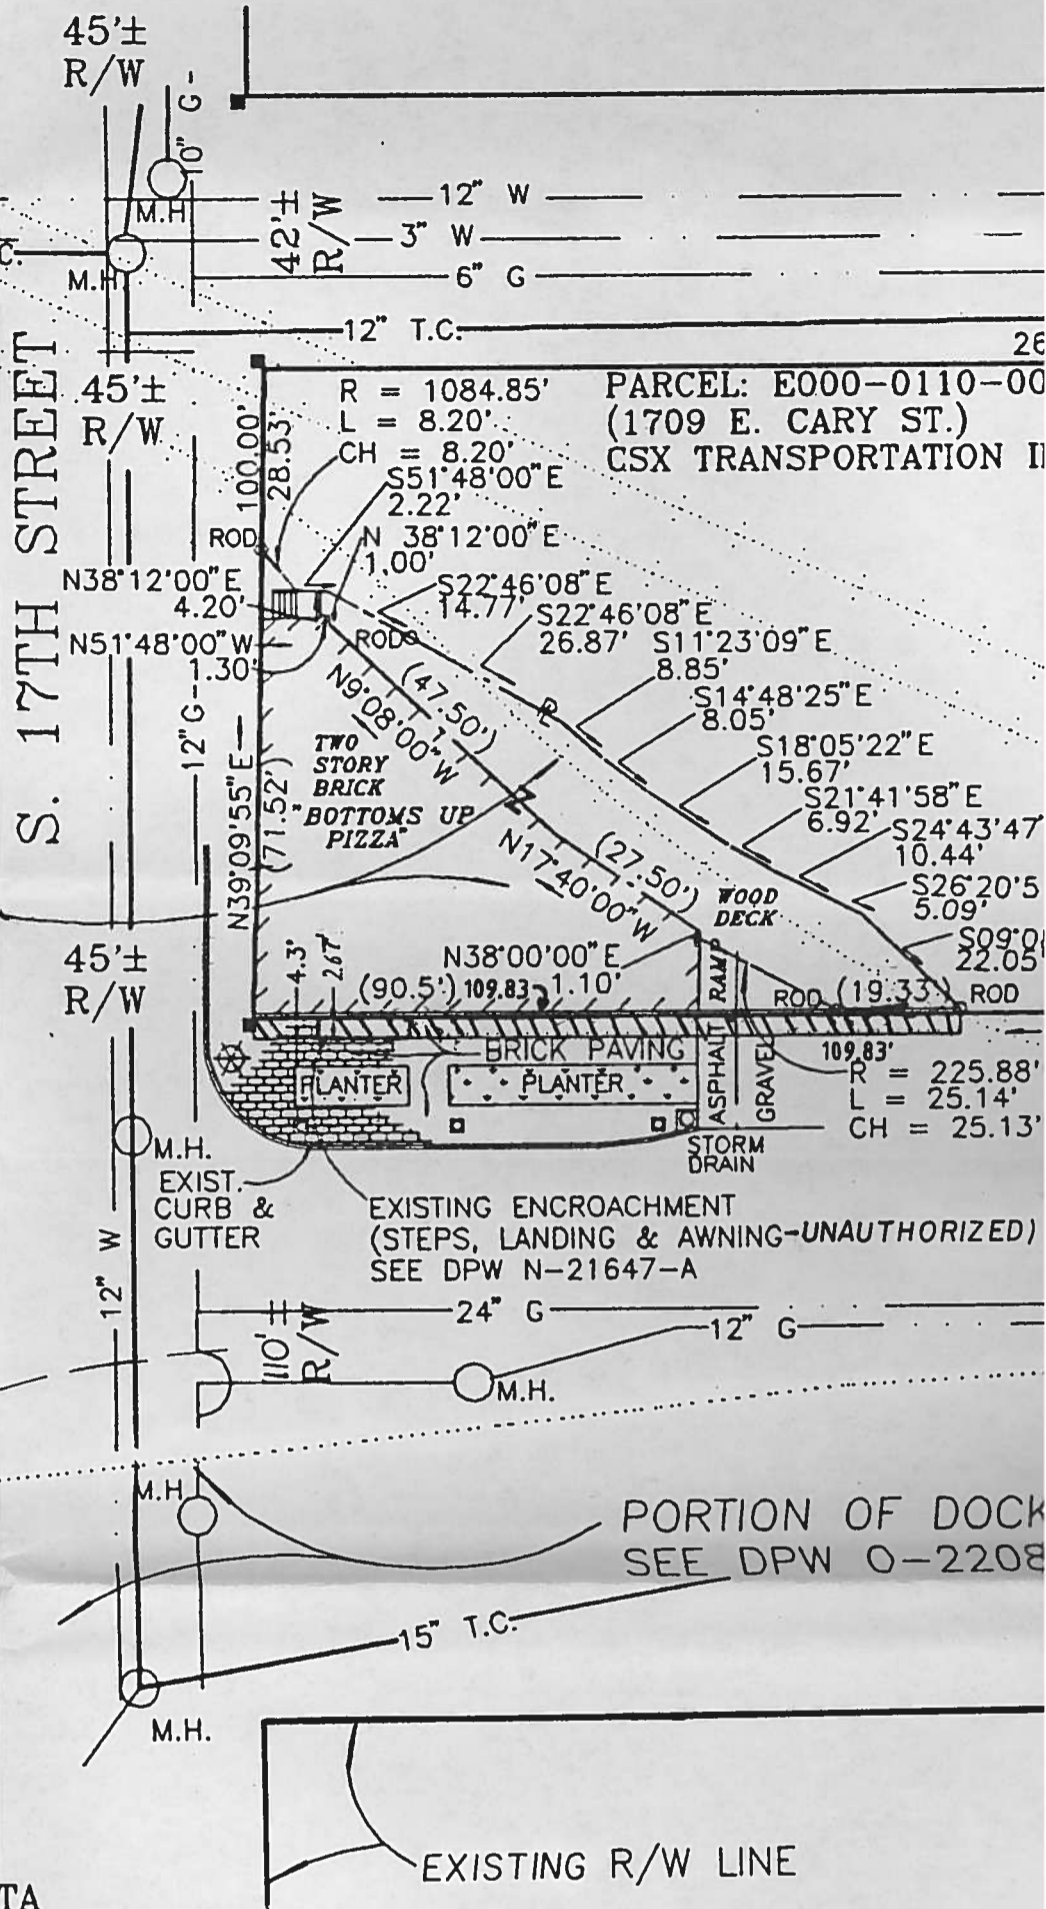 45'±
R/W
10" G-
M.H
12" W
42'±
R/W
3" W
C.
M.H.
6" G
12" T.C.
26
S. 17TH STREET
45'±
R/W
100.00'
28.53'
R = 1084.85'
L = 8.20'
CH = 8.20'
PARCEL: E000-0110-00
(1709 E. CARY ST.)
CSX TRANSPORTATION I
S51°48'00"E
2.22'
ROD
N 38°12'00"E
1.00'
N38°12'00"E
4.20'
S22°46'08"E
14.77'
S22°46'08"E
26.87'
ROD
N51°48'00"W
1.30'
S11°23'09"E
8.85'
S14°48'25"E
8.05'
(47.50')
N9°08'00"W
12"G
S18°05'22"E
15.67'
TWO
STORY
BRICK
"BOTTOMS UP
PIZZA"
N39°09'55"E
(71.52')
S21°41'58"E
6.92'
S24°43'47
10.44'
(27.50')
N17°40'00"W
S26°20'5
5.09'
WOOD
DECK
S09°0
22.05'
45'±
R/W
4.3'
267'
N38°00'00"E
1.10'
(90.5')
109.83'
RAMP
ROD
(19.33')
ROD
BRICK PAVING
109.83'
PLANTER
PLANTER
ASPHALT
GRAVEL
R = 225.88'
L = 25.14'
CH = 25.13'
M.H.
STORM
DRAIN
EXIST.
CURB &
GUTTER
EXISTING ENCROACHMENT
(STEPS, LANDING & AWNING-UNAUTHORIZED)
SEE DPW N-21647-A
12" W
24" G
110'±
R/W
12" G
M.H.
M.H
PORTION OF DOCK
SEE DPW O-2208
15" T.C.
M.H.
EXISTING R/W LINE
TA